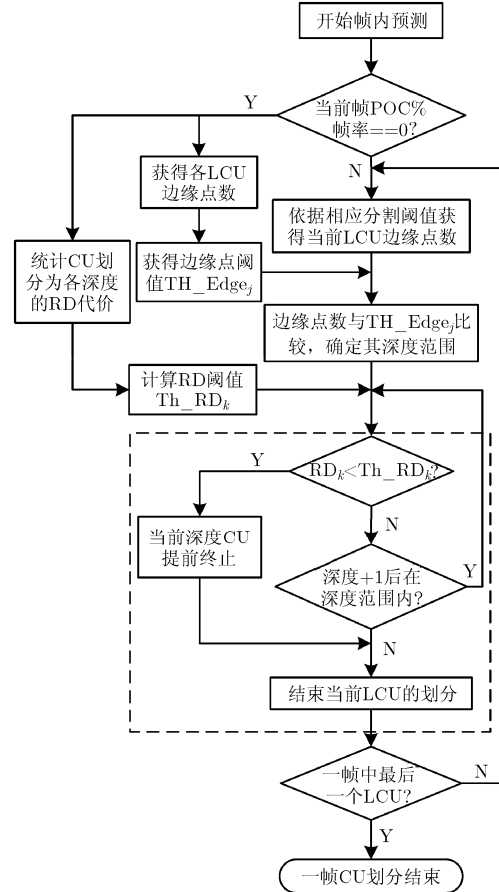 开始帧内预测
当前帧POC%
帧率==0?
Y
N
获得各LCU
边缘点数
依据相应分割阈值获
得当前LCU边缘点数
统计CU划
分为各深度
的RD代价
获得边缘点阈
值TH_Edgej
边缘点数与TH_Edgej比
较，确定其深度范围
计算RD阈值
Th_RDk
Y
RDk<Th_RDk?
N
当前深度CU
提前终止
深度+1后在
深度范围内?
Y
N
结束当前LCU的划分
一帧中最后
一个LCU?
N
Y
一帧CU划分结束